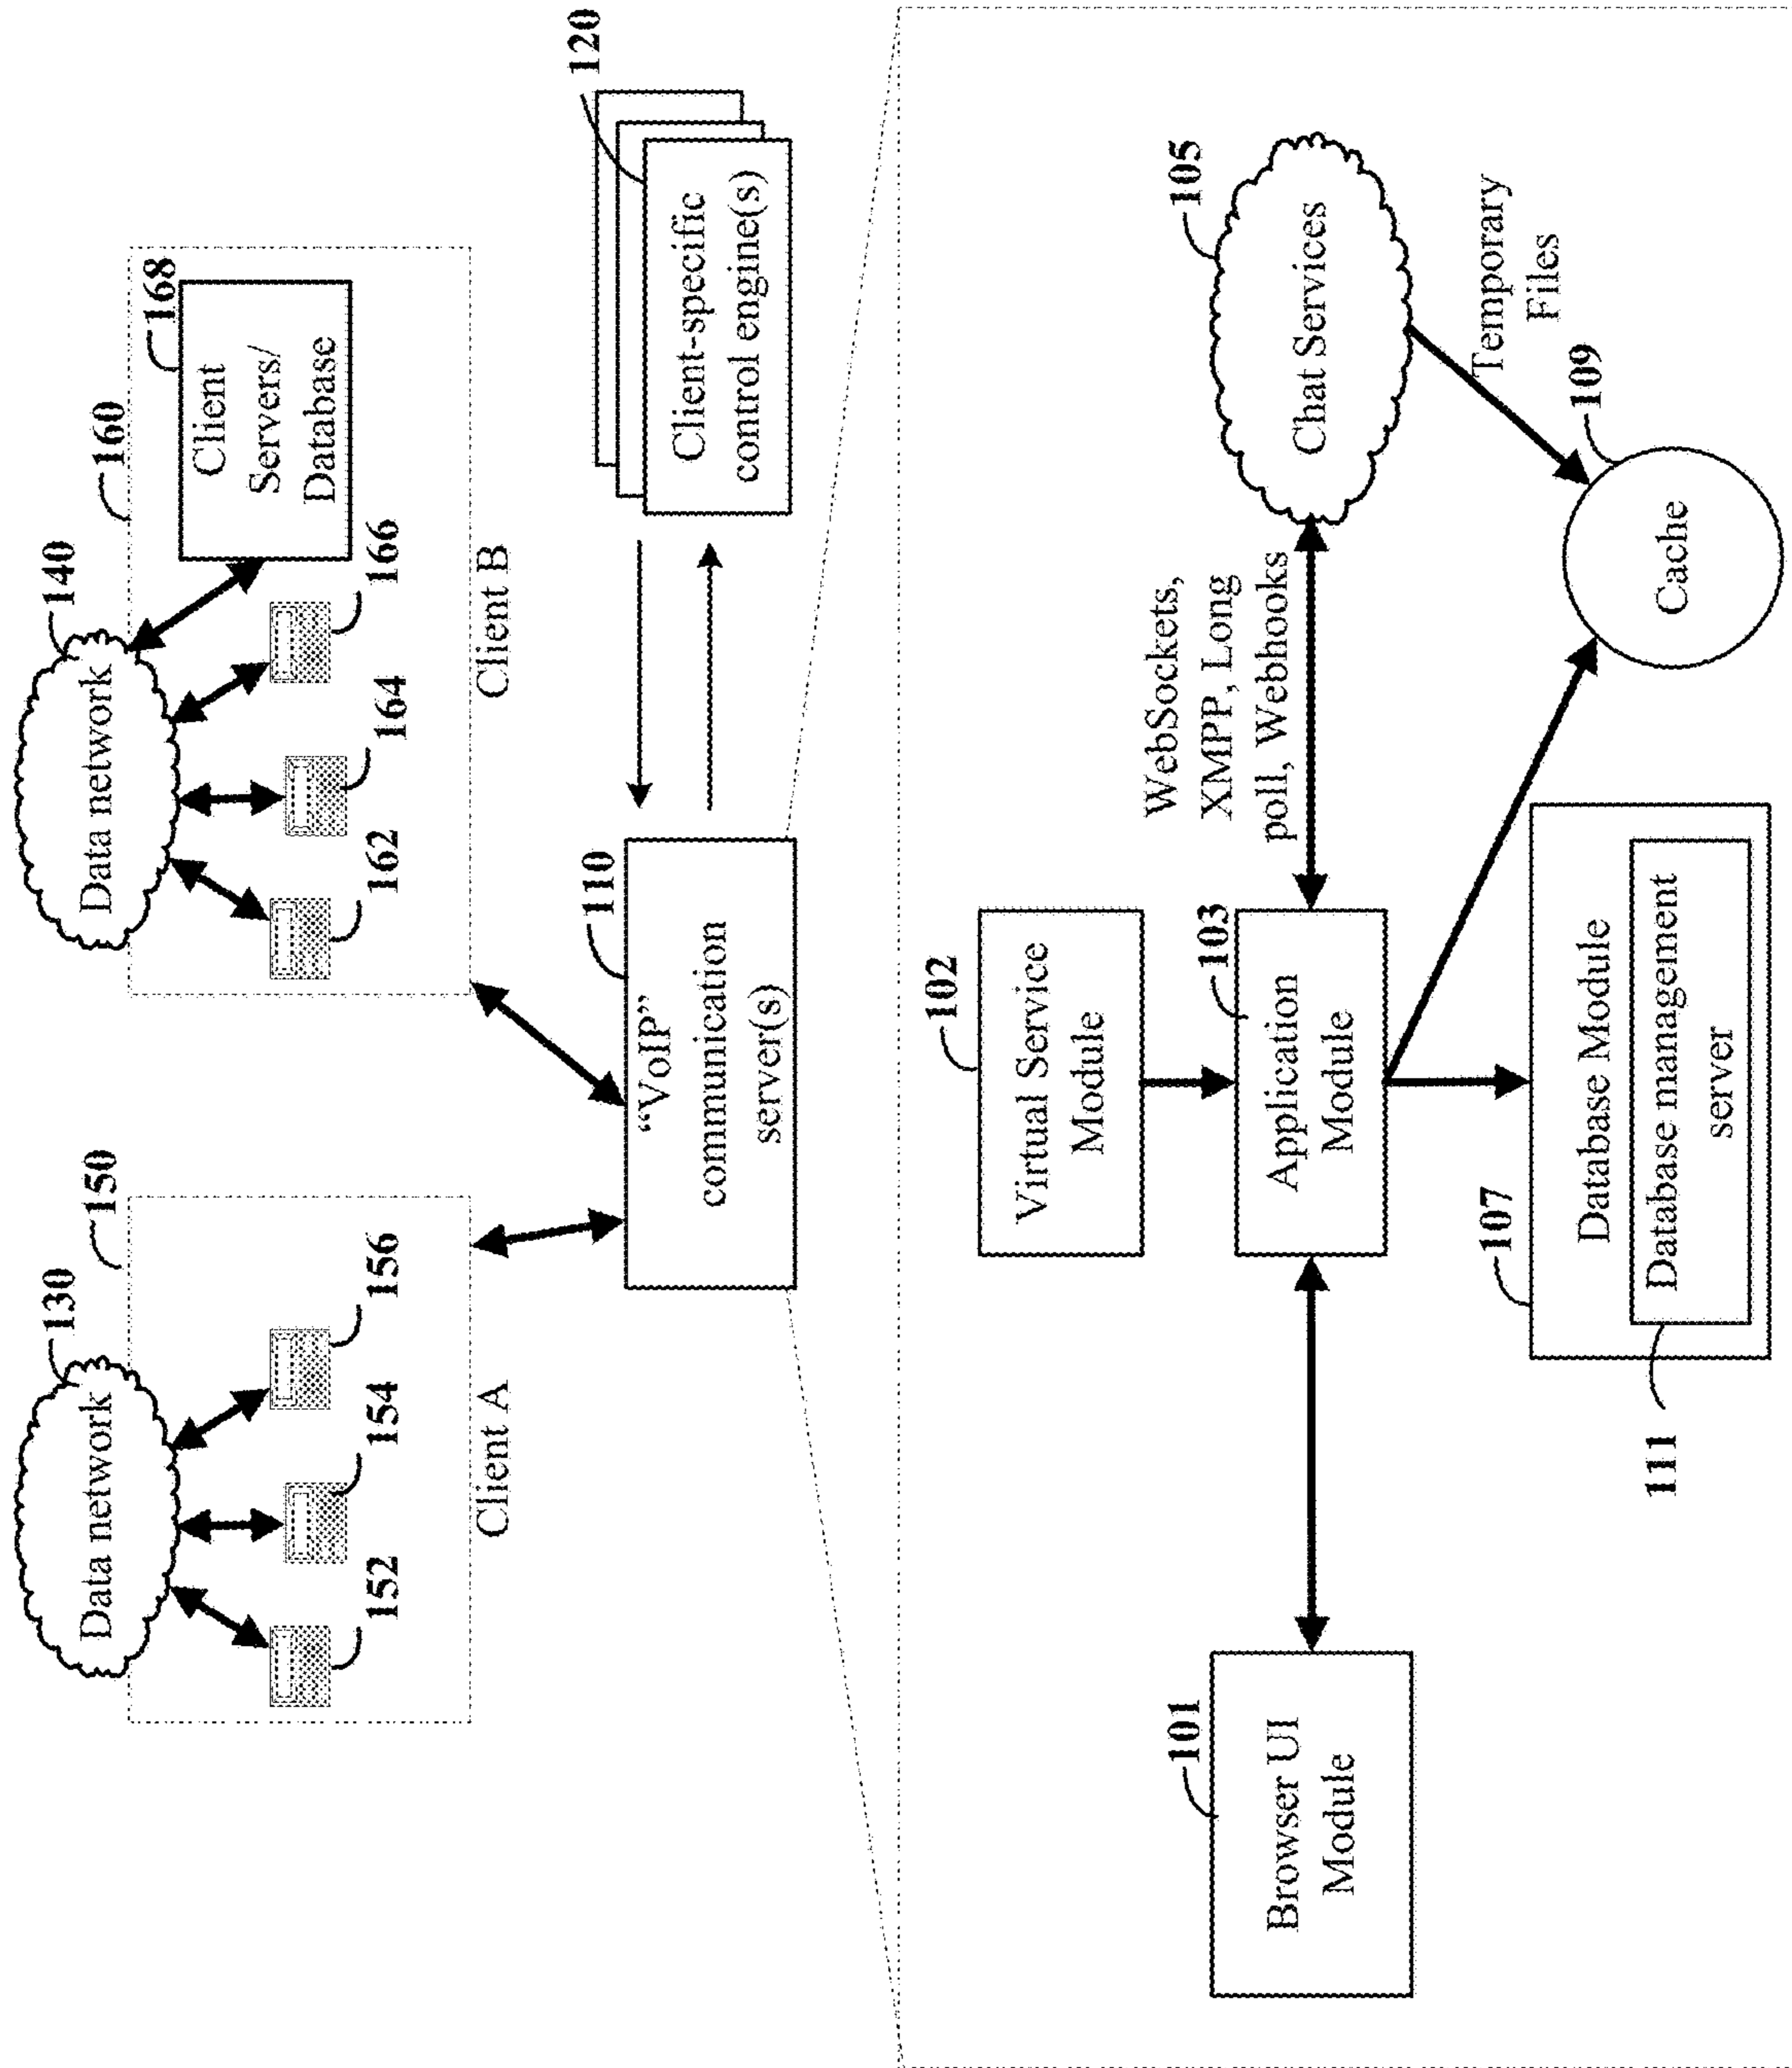 130
Data network
150
152
154
156
Client A
140
Data network
160
168
Client
Servers/
Database
162
164
166
Client B
110
“VoIP”
communication
server(s)
120
Client-specific
control engine(s)
102
Virtual Service
Module
101
Browser UI
Module
103
Application
Module
WebSockets,
XMPP, Long
poll, Webhooks
105
Chat Services
Temporary
Files
107
Database Module
Database management
server
111
109
Cache